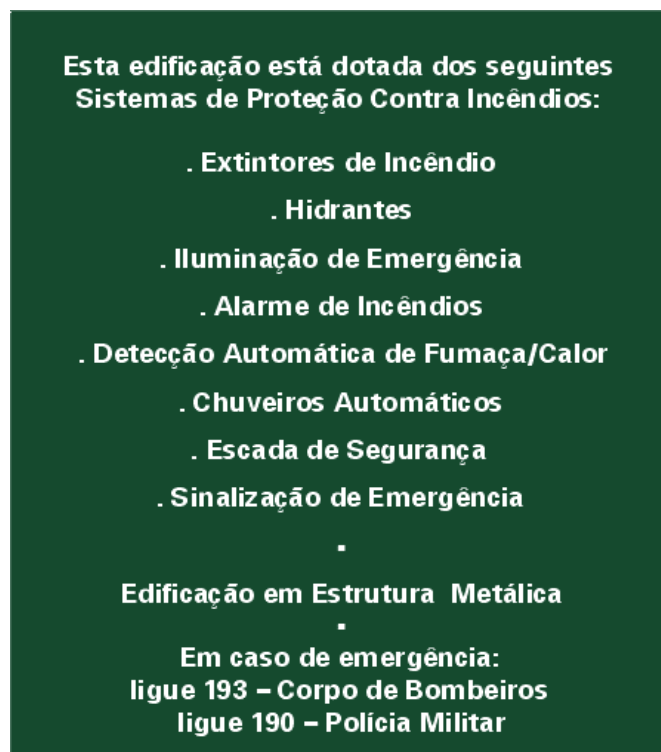 Esta edificação está dotada dos seguintes
Sistemas de Proteção Contra Incêndios:
. Extintores de Incêndio
. Hidrantes
. Iluminação de Emergência
. Alarme de Incêndios
. Detecção Automática de Fumaça/Calor
. Chuveiros Automáticos
. Escada de Segurança
. Sinalização de Emergência
.
Edificação em Estrutura Metálica
.
Em caso de emergência:
ligue 193 – Corpo de Bombeiros
ligue 190 – Polícia Militar